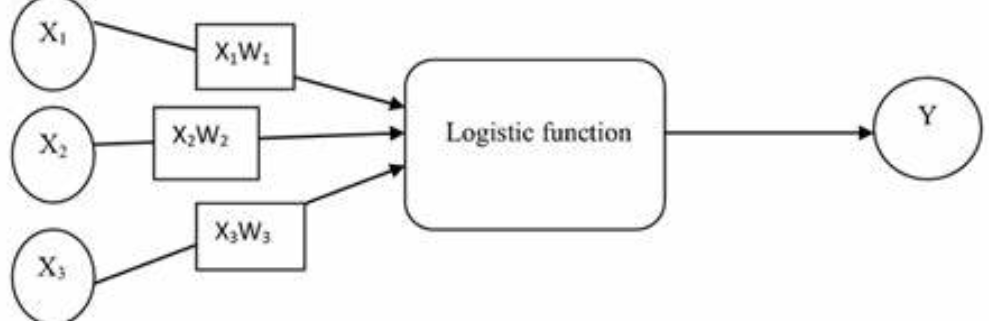 X₁
X₁W₁
X₂
X₂W₂
X₃
X₃W₃
Logistic function
Y